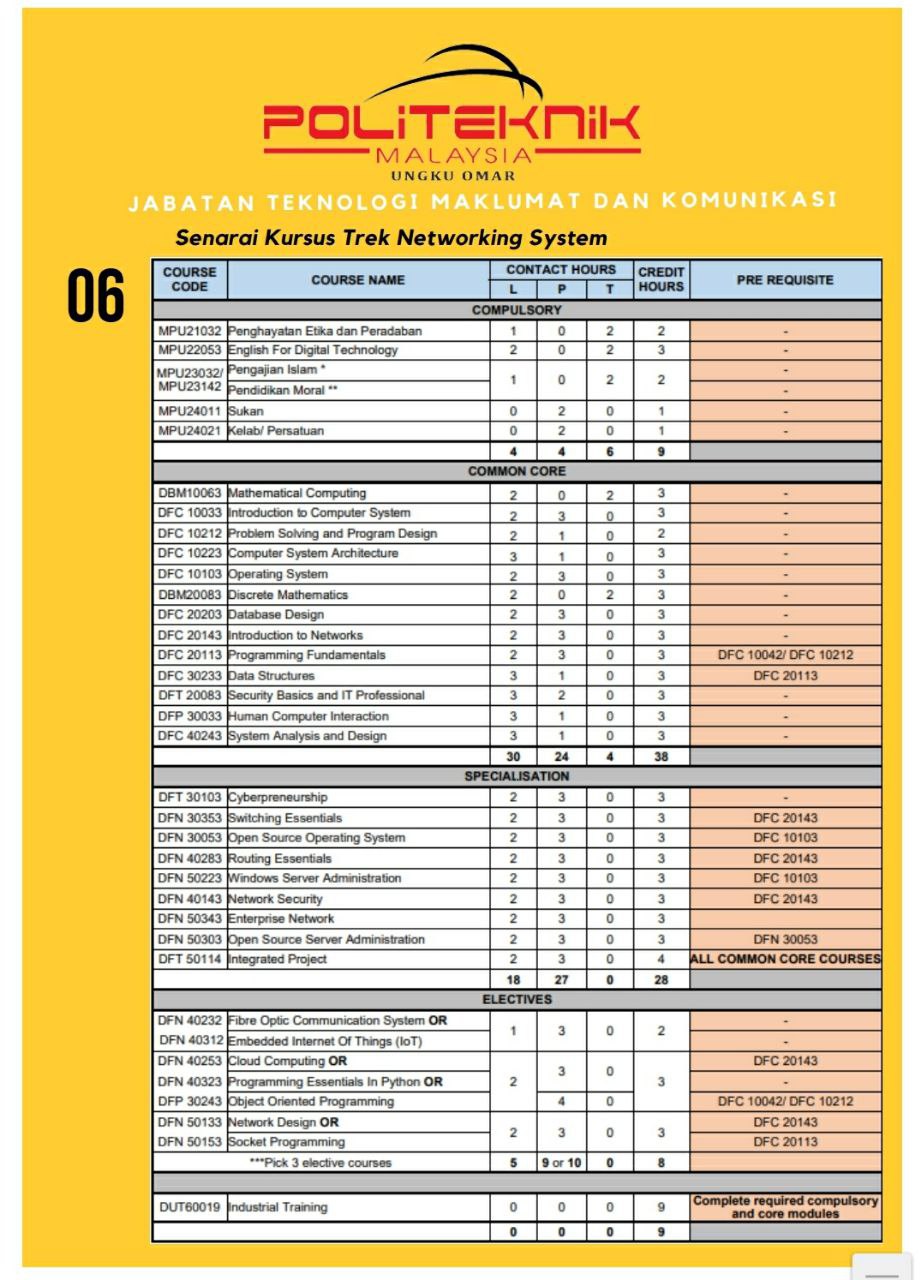 POLiTEKNiK
MALAYSIA
UNGKU OMAR
JABATAN TEKNOLOGI MAKLUMAT DAN KOMUNIKASI
Senarai Kursus Trek Networking System
06
COURSE CODE COURSE NAME CONTACT HOURS CREDIT HOURS PRE REQUISITE
L P T
COMPULSORY
MPU21032 Penghayatan Etika dan Peradaban 1 0 2 2 -
MPU22053 English For Digital Technology 2 0 2 3 -
MPU23032/ Pengajian Islam * 1 0 2 2 -
MPU23142 Pendidikan Moral ** -
MPU24011 Sukan 0 2 0 1 -
MPU24021 Kelab/ Persatuan 0 2 0 1 -
4 4 6 9
COMMON CORE
DBM10063 Mathematical Computing 2 0 2 3 -
DFC 10033 Introduction to Computer System 2 3 0 3 -
DFC 10212 Problem Solving and Program Design 2 1 0 2 -
DFC 10223 Computer System Architecture 3 1 0 3 -
DFC 10103 Operating System 2 3 0 3 -
DBM20083 Discrete Mathematics 2 0 2 3 -
DFC 20203 Database Design 2 3 0 3 -
DFC 20143 Introduction to Networks 2 3 0 3 -
DFC 20113 Programming Fundamentals 2 3 0 3 DFC 10042/ DFC 10212
DFC 30233 Data Structures 3 1 0 3 DFC 20113
DFT 20083 Security Basics and IT Professional 3 2 0 3 -
DFP 30033 Human Computer Interaction 3 1 0 3 -
DFC 40243 System Analysis and Design 3 1 0 3 -
30 24 4 38
SPECIALISATION
DFT 30103 Cyberpreneurship 2 3 0 3 -
DFN 30353 Switching Essentials 2 3 0 3 DFC 20143
DFN 30053 Open Source Operating System 2 3 0 3 DFC 10103
DFN 40283 Routing Essentials 2 3 0 3 DFC 20143
DFN 50223 Windows Server Administration 2 3 0 3 DFC 10103
DFN 40143 Network Security 2 3 0 3 DFC 20143
DFN 50343 Enterprise Network 2 3 0 3
DFN 50303 Open Source Server Administration 2 3 0 3 DFN 30053
DFT 50114 Integrated Project 2 3 0 4 ALL COMMON CORE COURSES
18 27 0 28
ELECTIVES
DFN 40232 Fibre Optic Communication System OR 1 3 0 2 -
DFN 40312 Embedded Internet Of Things (IoT) -
DFN 40253 Cloud Computing OR 2 3 0 3 DFC 20143
DFN 40323 Programming Essentials In Python OR -
DFP 30243 Object Oriented Programming 4 0 DFC 10042/ DFC 10212
DFN 50133 Network Design OR 2 3 0 3 DFC 20143
DFN 50153 Socket Programming DFC 20113
***Pick 3 elective courses 5 9 or 10 0 8
DUT60019 Industrial Training 0 0 0 9 Complete required compulsory
and core modules
0 0 0 9